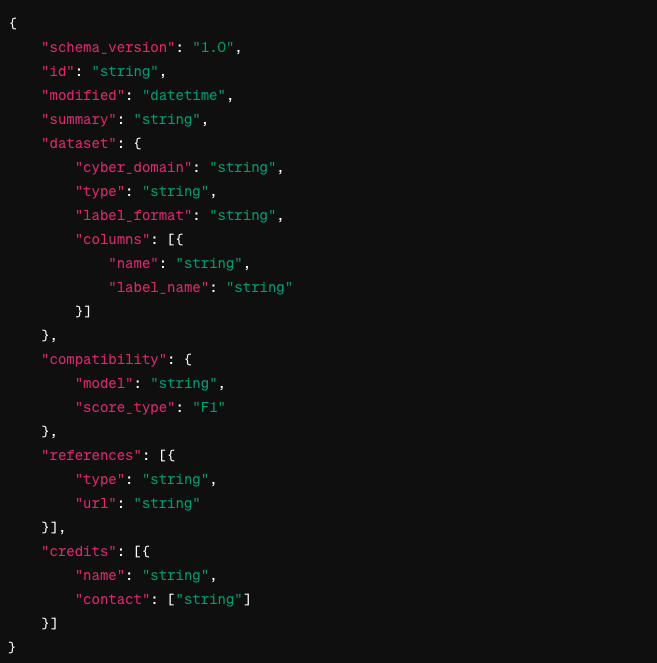 {
    "schema_version": "1.0",
    "id": "string",
    "modified": "datetime",
    "summary": "string",
    "dataset": {
        "cyber_domain": "string",
        "type": "string",
        "label_format": "string",
        "columns": [{
            "name": "string",
            "label_name": "string"
        }]
    },
    "compatibility": {
        "model": "string",
        "score_type": "F1"
    },
    "references": [{
        "type": "string",
        "url": "string"
    }],
    "credits": [{
        "name": "string",
        "contact": ["string"]
    }]
}